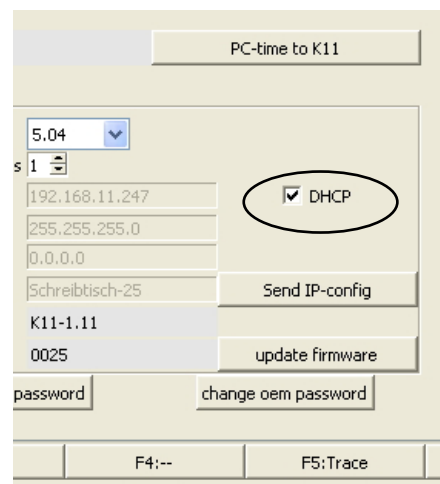 PC-time to K11
5.04
s 1
192.168.11.247
DHCP
255.255.255.0
0.0.0.0
Schreibtisch-25 Send IP-config
K11-1.11
0025 update firmware
password change oem password
F4:-- F5:Trace